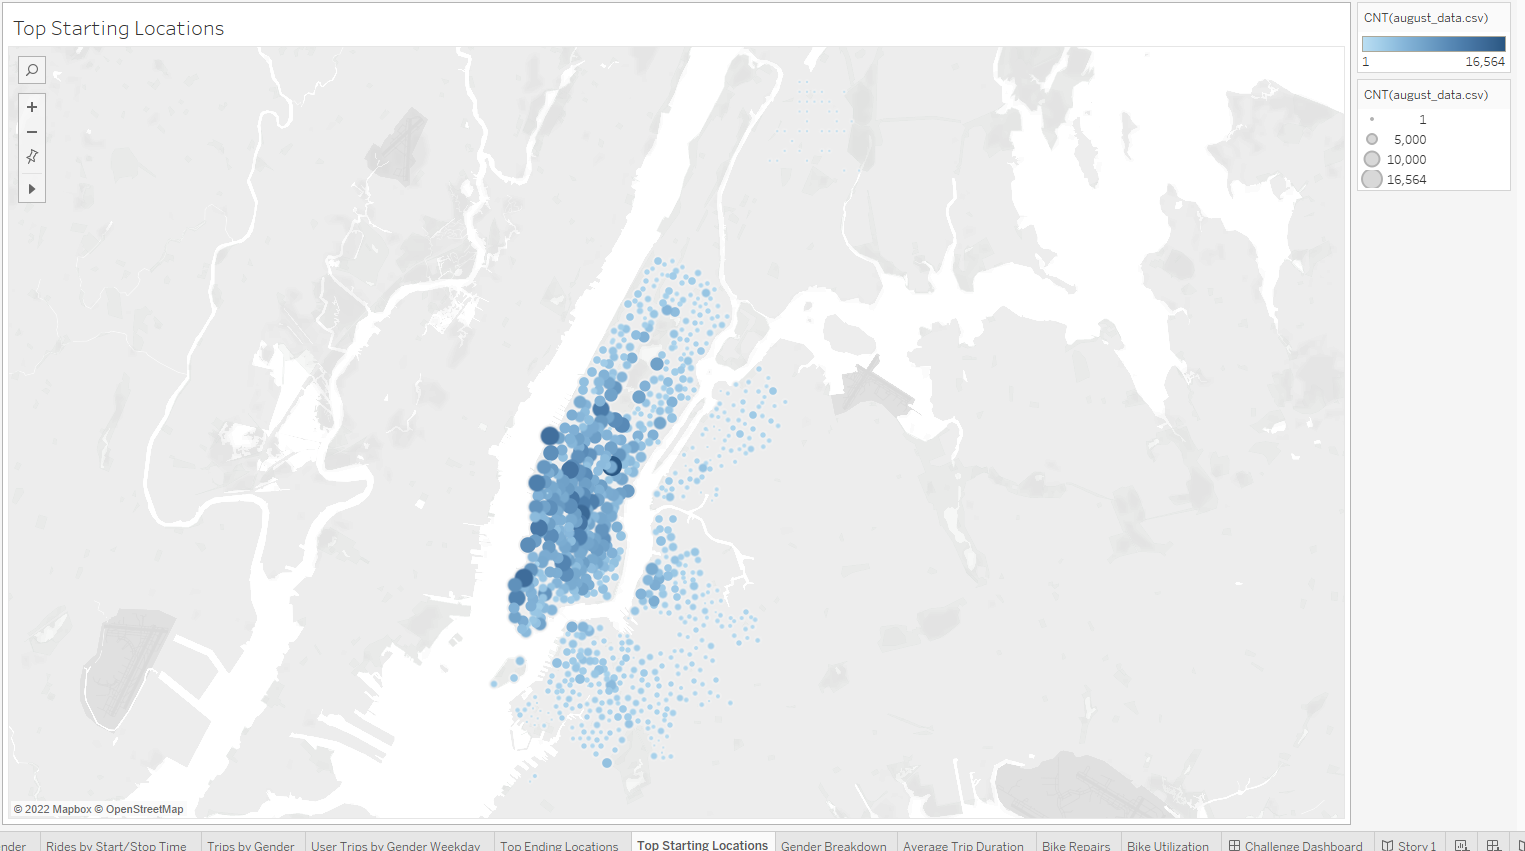 Top Starting Locations
CNT(august_data.csv)
1 16,564
CNT(august_data.csv)
1
5,000
10,000
16,564
© 2022 Mapbox © OpenStreetMap
nder Rides by Start/Stop Time Trips by Gender User Trips by Gender Weekday Top Ending Locations Top Starting Locations Gender Breakdown Average Trip Duration Bike Repairs Bike Utilization Challenge Dashboard Story 1